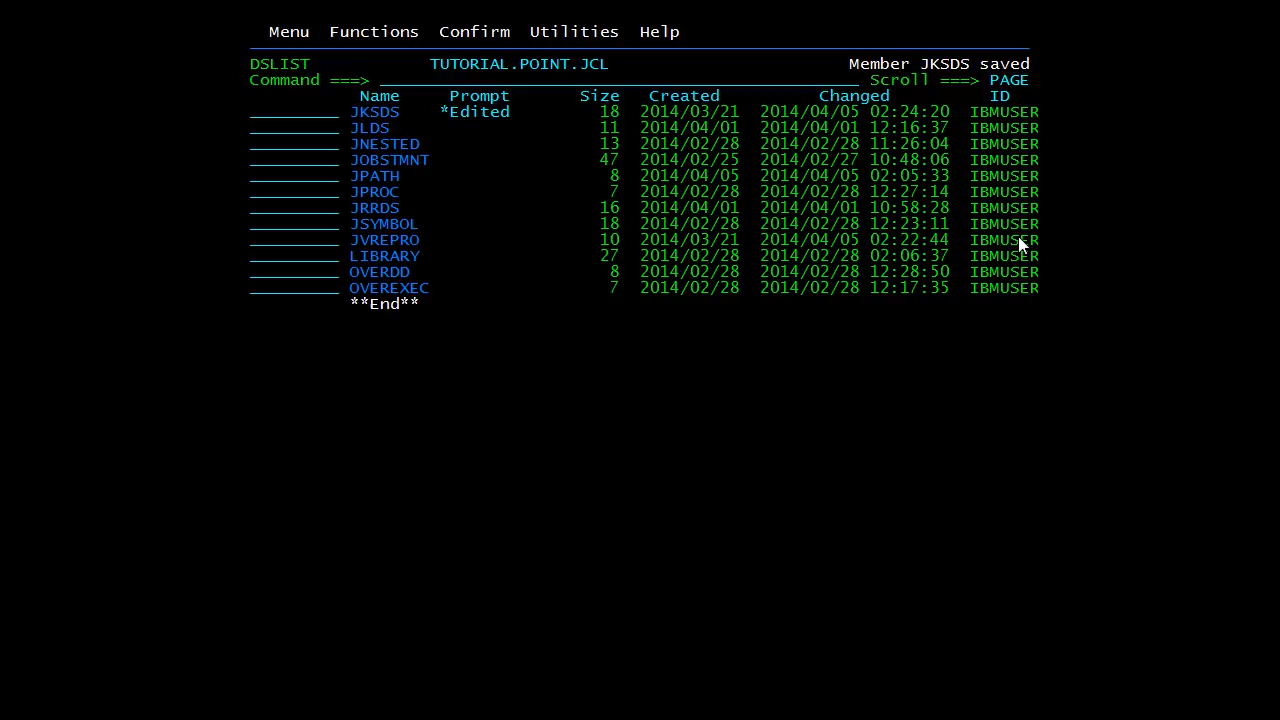 Menu Functions Confirm Utilities Help
DSLIST TUTORIAL.POINT.JCL Member JKSDS saved
Command ===> Scroll ===> PAGE
Name Prompt Size Created Changed ID
JKSDS *Edited 18 2014/03/21 2014/04/05 02:24:20 IBMUSER
JLDS 11 2014/04/01 2014/04/01 12:16:37 IBMUSER
JNESTED 13 2014/02/28 2014/02/28 11:26:04 IBMUSER
JOBSTMNT 47 2014/02/25 2014/02/27 10:48:06 IBMUSER
JPATH 8 2014/04/05 2014/04/05 02:05:33 IBMUSER
JPROC 7 2014/02/28 2014/02/28 12:27:14 IBMUSER
JRRDS 16 2014/04/01 2014/04/01 10:58:28 IBMUSER
JSYMBOL 18 2014/02/28 2014/02/28 12:23:11 IBMUSER
JVREPRO 10 2014/03/21 2014/04/05 02:22:44 IBMUSER
LIBRARY 27 2014/02/28 2014/02/28 02:06:37 IBMUSER
OVERDD 8 2014/02/28 2014/02/28 12:28:50 IBMUSER
OVEREXEC 7 2014/02/28 2014/02/28 12:17:35 IBMUSER
**End**